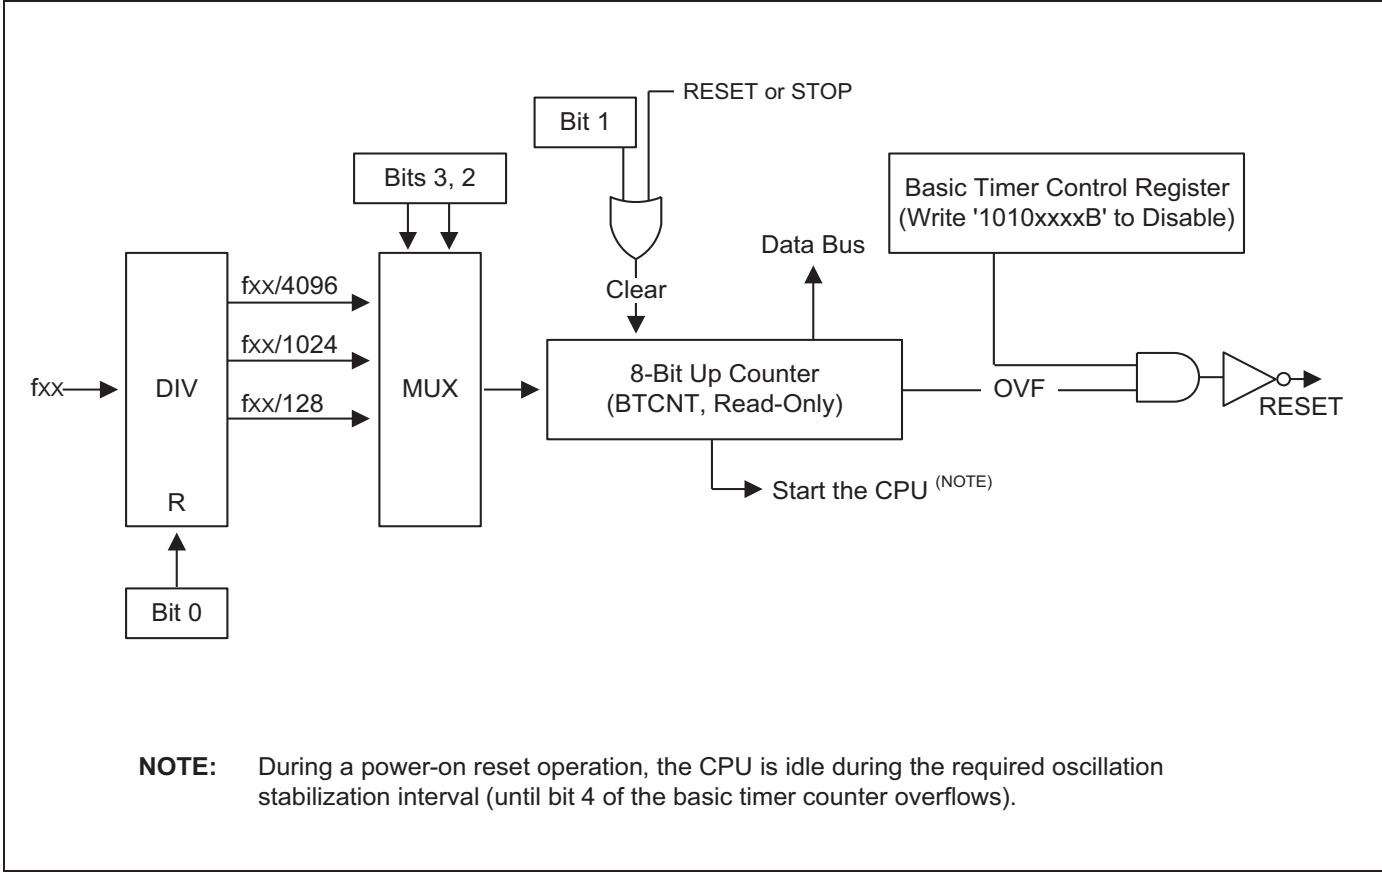 RESET or STOP
Bit 1
Bits 3, 2
Basic Timer Control Register
(Write '1010xxxxB' to Disable)
Data Bus
fxx/4096
Clear
fxx/1024
8-Bit Up Counter
(BTCNT, Read-Only)
fxx
DIV
MUX
OVF
fxx/128
RESET
R
Start the CPU (NOTE)
Bit 0
NOTE: During a power-on reset operation, the CPU is idle during the required oscillation
stabilization interval (until bit 4 of the basic timer counter overflows).